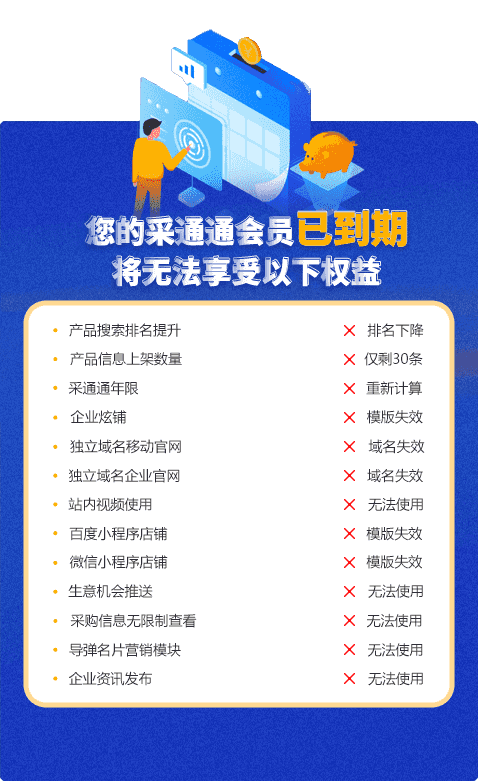 您的采通通会员已到期
将无法享受以下权益
• 产品搜索排名提升 × 排名下降
• 产品信息上架数量 × 仅剩30条
• 采通通年限 × 重新计算
• 企业炫铺 × 模版失效
• 独立域名移动官网 × 域名失效
• 独立域名企业官网 × 域名失效
• 站内视频使用 × 无法使用
• 百度小程序店铺 × 模版失效
• 微信小程序店铺 × 模版失效
• 生意机会推送 × 无法使用
• 采购信息无限制查看 × 无法使用
• 导弹名片营销模块 × 无法使用
• 企业资讯发布 × 无法使用